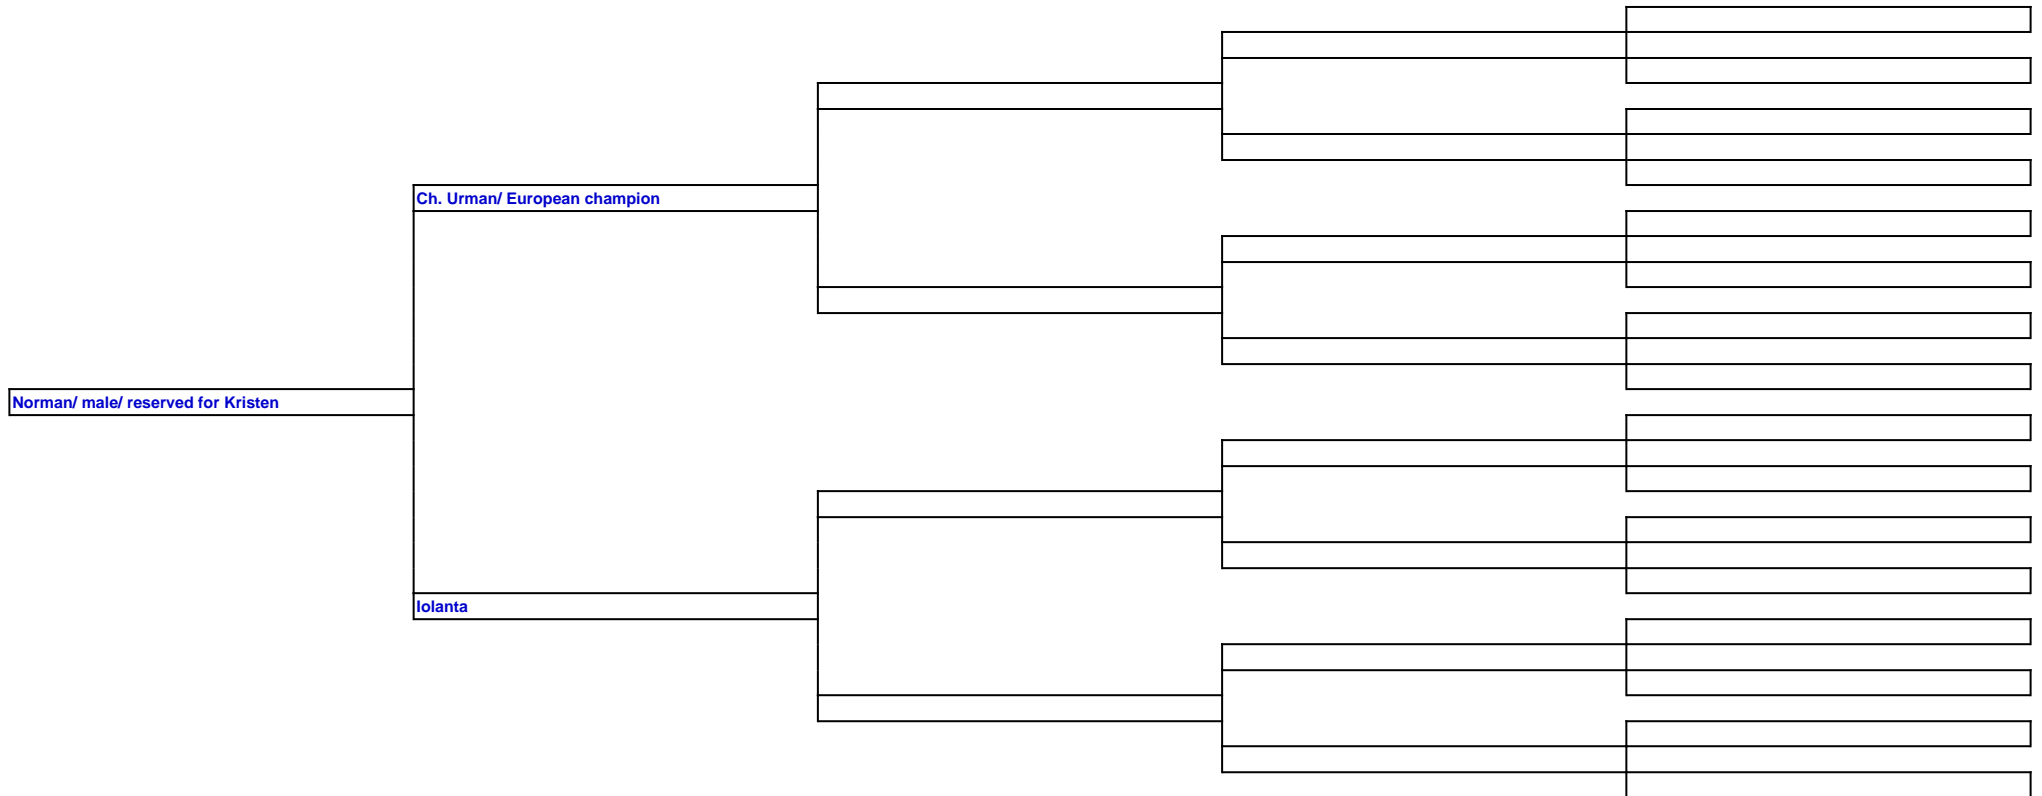 Ch. Urman/ European champion
Norman/ male/ reserved for Kristen
Iolanta